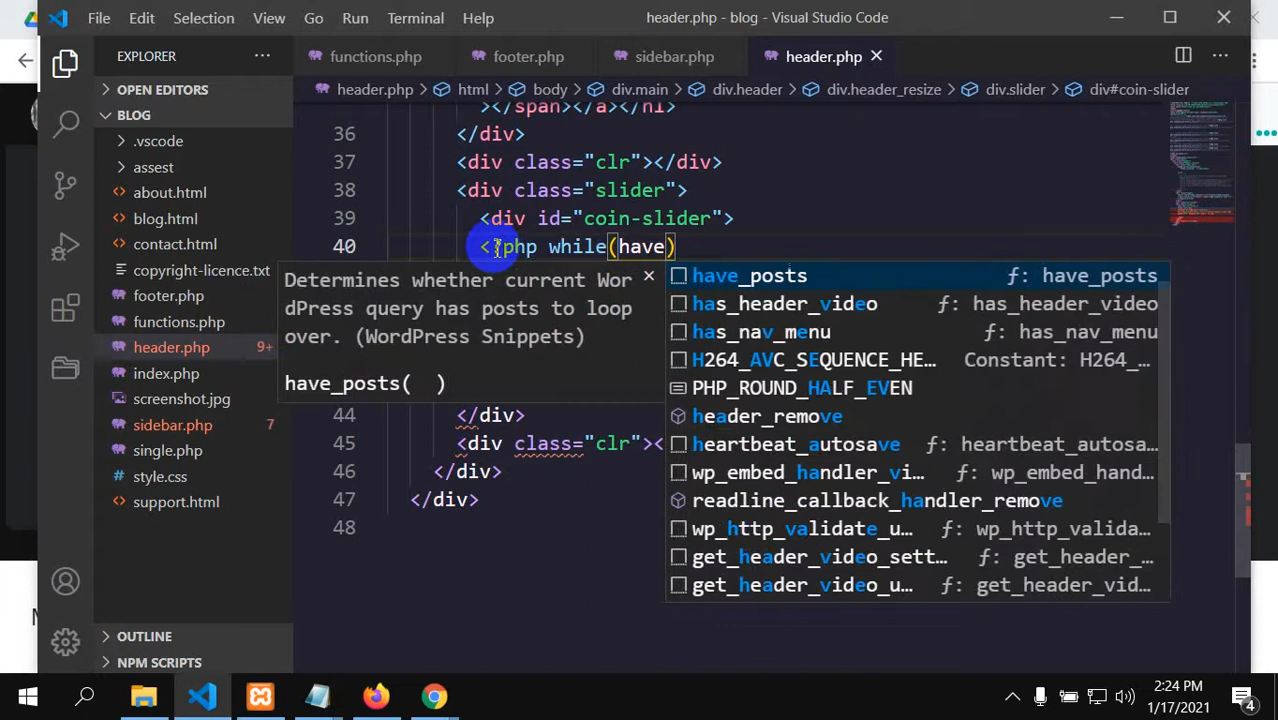 File Edit Selection View Go Run Terminal Help header.php - blog - Visual Studio Code
EXPLORER
functions.php footer.php sidebar.php header.php
header.php > html > body > div.main > div.header > div.header_resize > div.slider > div#coin-slider
OPEN EDITORS
BLOG
.vscode
assest
about.html
blog.html
contact.html
copyright-licence.txt
footer.php
functions.php
header.php 9+
index.php
screenshot.jpg
sidebar.php 7
single.php
style.css
support.html
OUTLINE
NPM SCRIPTS
></span></a></h1
36 </div>
37 <div class="clr"></div>
38 <div class="slider">
39 <div id="coin-slider">
40 <?php while(have)
Determines whether current Wor
dPress query has posts to loop
over. (WordPress Snippets)
have_posts( )
have_posts ƒ: have_posts
has_header_video ƒ: has_header_video
has_nav_menu ƒ: has_nav_menu
H264_AVC_SEQUENCE_HE... Constant: H264_...
PHP_ROUND_HALF_EVEN
header_remove
heartbeat_autosave ƒ: heartbeat_autosa...
wp_embed_handler_vi... ƒ: wp_embed_hand...
readline_callback_handler_remove
wp_http_validate_u... ƒ: wp_http_valida...
get_header_video_sett... ƒ: get_header_...
get_header_video_u... ƒ: get_header_vid...
44 </div>
45 <div class="clr"><
46 </div>
47 </div>
48
2:24 PM
1/17/2021
4